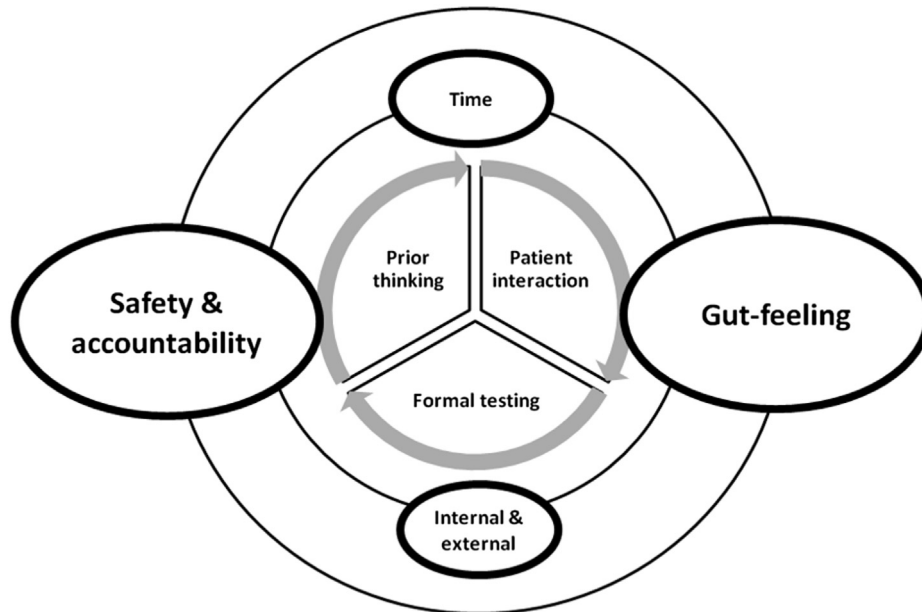 Time
Prior
thinking
Patient
interaction
Safety &
accountability
Gut-feeling
Formal testing
Internal &
external